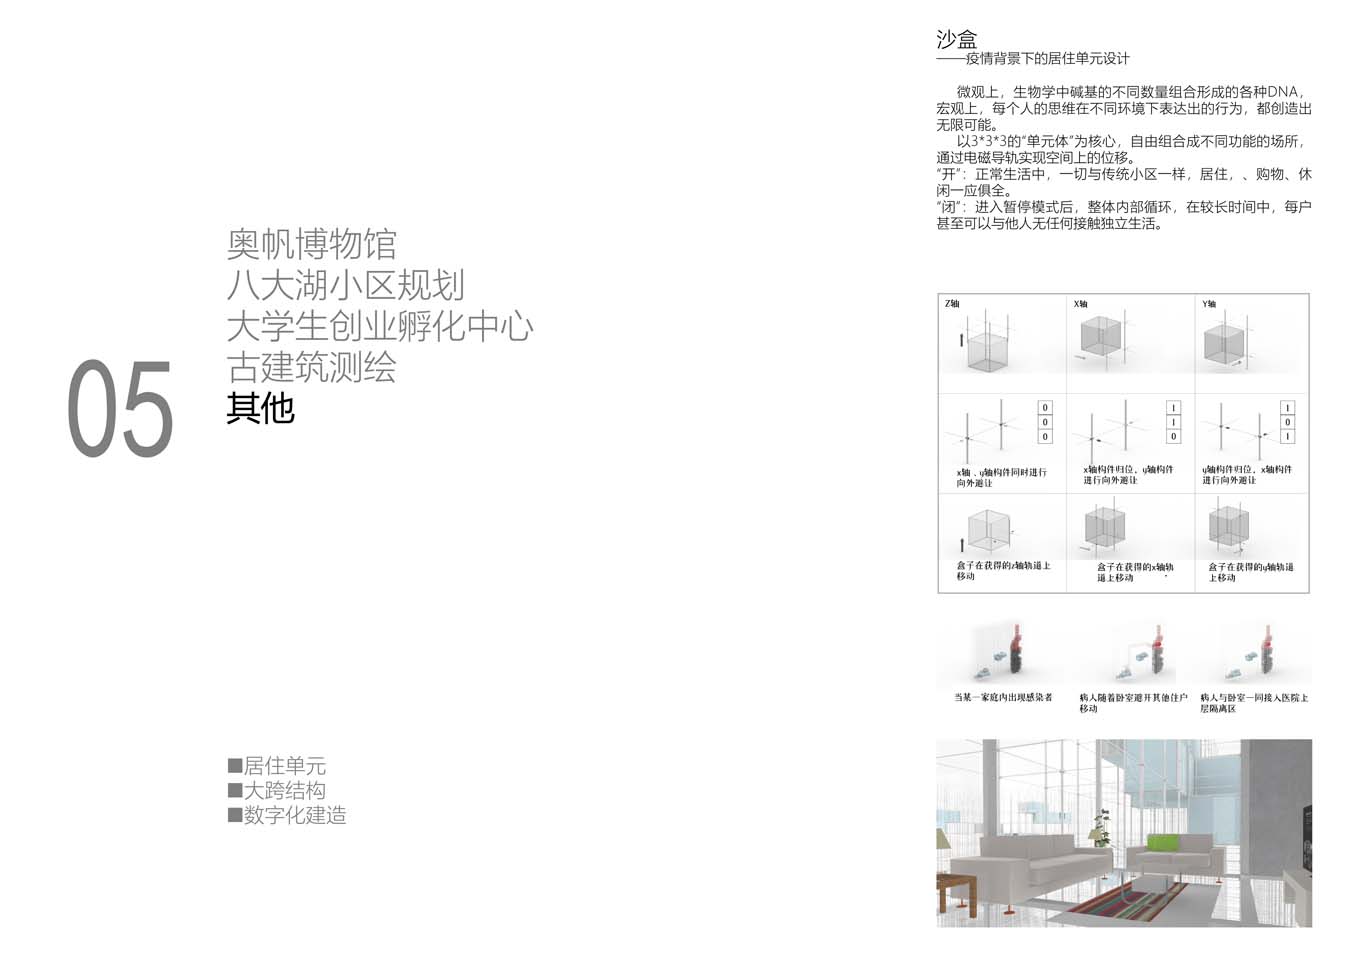 05
奥帆博物馆
八大湖小区规划
大学生创业孵化中心
古建筑测绘
其他
■居住单元
■大跨结构
■数字化建造
沙盒
——疫情背景下的居住单元设计
微观上，生物学中碱基的不同数量组合形成的各种DNA，
宏观上，每个人的思维在不同环境下表达出的行为，都创造出
无限可能。
以3*3*3的“单元体”为核心，自由组合成不同功能的场所，
通过电磁导轨实现空间上的位移。
“开”：正常生活中，一切与传统小区一样，居住，、购物、休
闲一应俱全。
“闭”：进入暂停模式后，整体内部循环，在较长时间中，每户
甚至可以与他人无任何接触独立生活。
Z轴
X轴
Y轴
0
0
0
1
1
0
1
0
1
x轴、y轴构件同时进行
向外避让
x轴构件归位，y轴构件
进行向外避让
y轴构件归位，x轴构件
进行向外避让
盒子在获得的z轴轨道上
移动
盒子在获得的x轴轨
道上移动
盒子在获得的y轴轨道
上移动
当某一家庭内出现感染者
病人随着卧室避开其他住户
移动
病人与卧室一同接入医院上
层隔离区